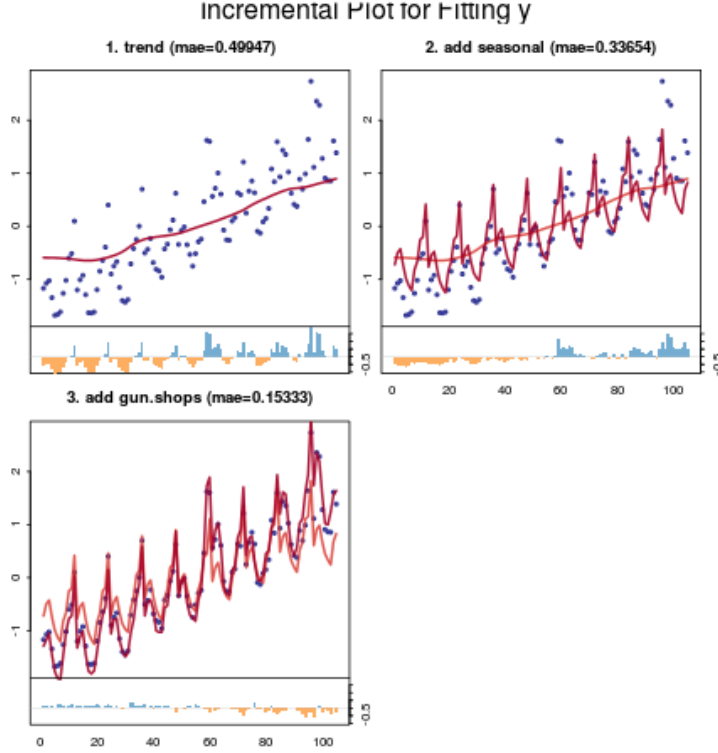 Incremental Plot for Fitting y
1. trend (mae=0.49947)
2. add seasonal (mae=0.33654)
2
1
0
-1
-0.5
2
1
0
-1
-0.5
0 20 40 60 80 100
3. add gun.shops (mae=0.15333)
2
1
0
-1
-0.5
0 20 40 60 80 100